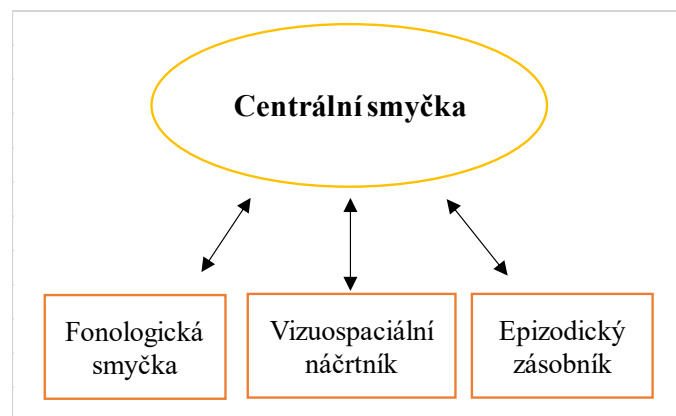 Centrální smyčka
Fonologická
smyčka
Vizuospaciální
náčrtník
Epizodický
zásobník